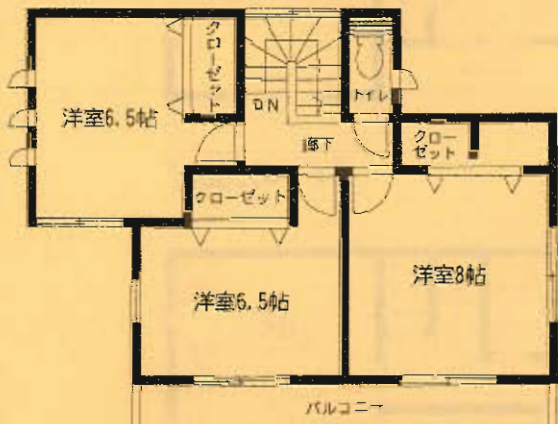 クローゼット
洋室6.5帖
DN
トイレ
廊下
クロー
ゼット
クローゼット
洋室6.5帖
洋室8帖
バルコニー